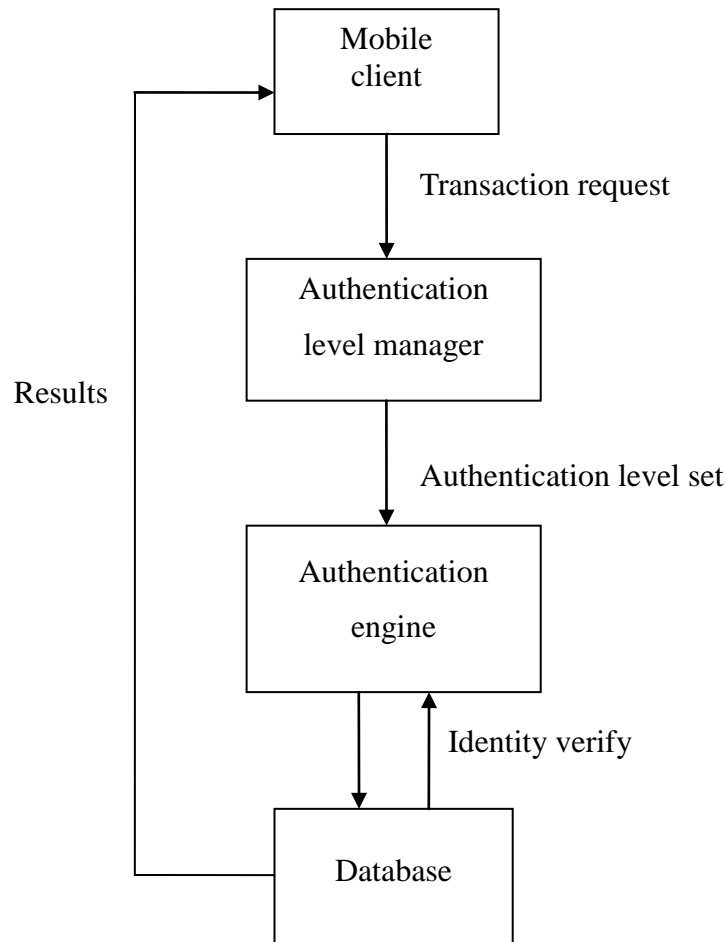 Mobile
client
Transaction request
Authentication
level manager
Results
Authentication level set
Authentication
engine
Identity verify
Database